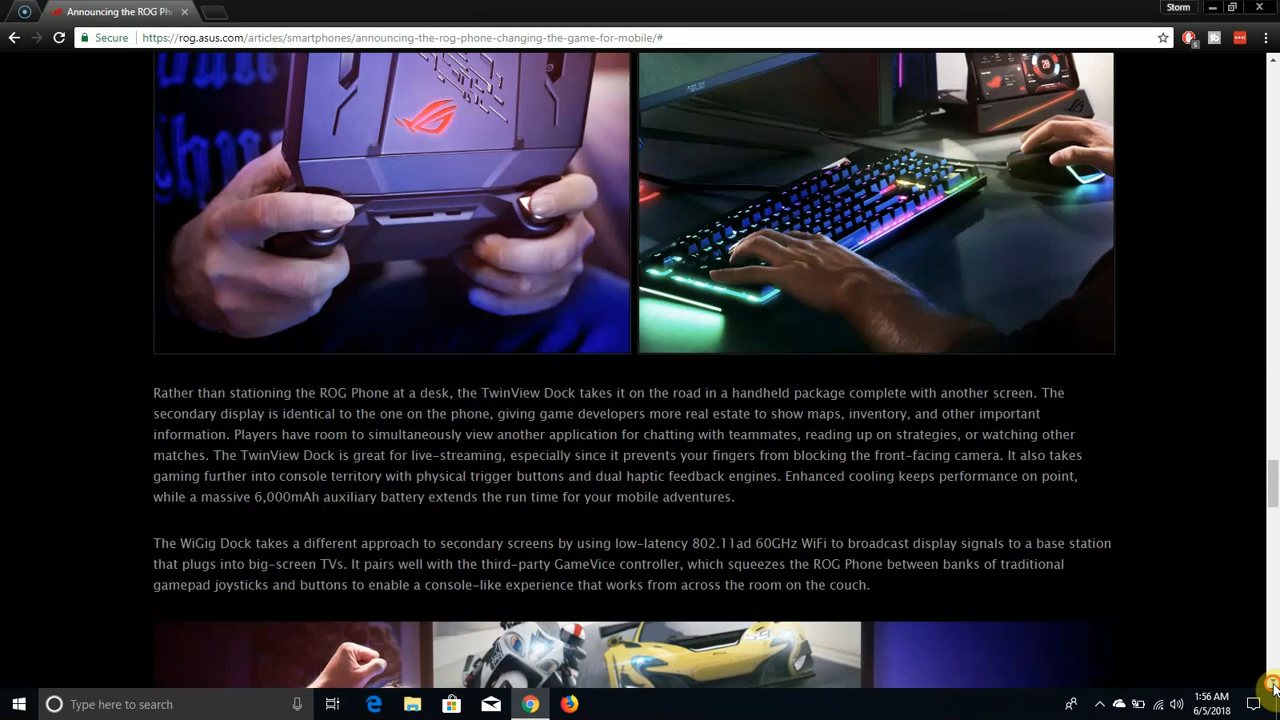 Announcing the ROG Ph
Storm
Secure
https://rog.asus.com/articles/smartphones/announcing-the-rog-phone-changing-the-game-for-mobile/#
Rather than stationing the ROG Phone at a desk, the TwinView Dock takes it on the road in a handheld package complete with another screen. The
secondary display is identical to the one on the phone, giving game developers more real estate to show maps, inventory, and other important
information. Players have room to simultaneously view another application for chatting with teammates, reading up on strategies, or watching other
matches. The TwinView Dock is great for live-streaming, especially since it prevents your fingers from blocking the front-facing camera. It also takes
gaming further into console territory with physical trigger buttons and dual haptic feedback engines. Enhanced cooling keeps performance on point,
while a massive 6,000mAh auxiliary battery extends the run time for your mobile adventures.
The WiGig Dock takes a different approach to secondary screens by using low-latency 802.11ad 60GHz WiFi to broadcast display signals to a base station
that plugs into big-screen TVs. It pairs well with the third-party GameVice controller, which squeezes the ROG Phone between banks of traditional
gamepad joysticks and buttons to enable a console-like experience that works from across the room on the couch.
Type here to search
1:56 AM
6/5/2018